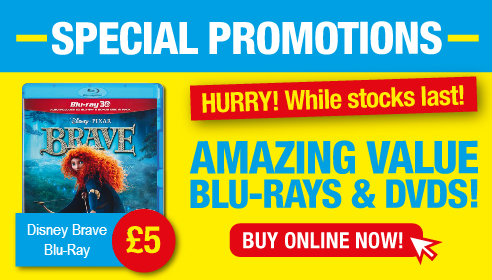 SPECIAL PROMOTIONS
HURRY! While stocks last!
Blu-ray 3D
Disney PIXAR
BRAVE
AMAZING VALUE
BLU-RAYS & DVDS!
Disney Brave
Blu-Ray
£5
BUY ONLINE NOW!